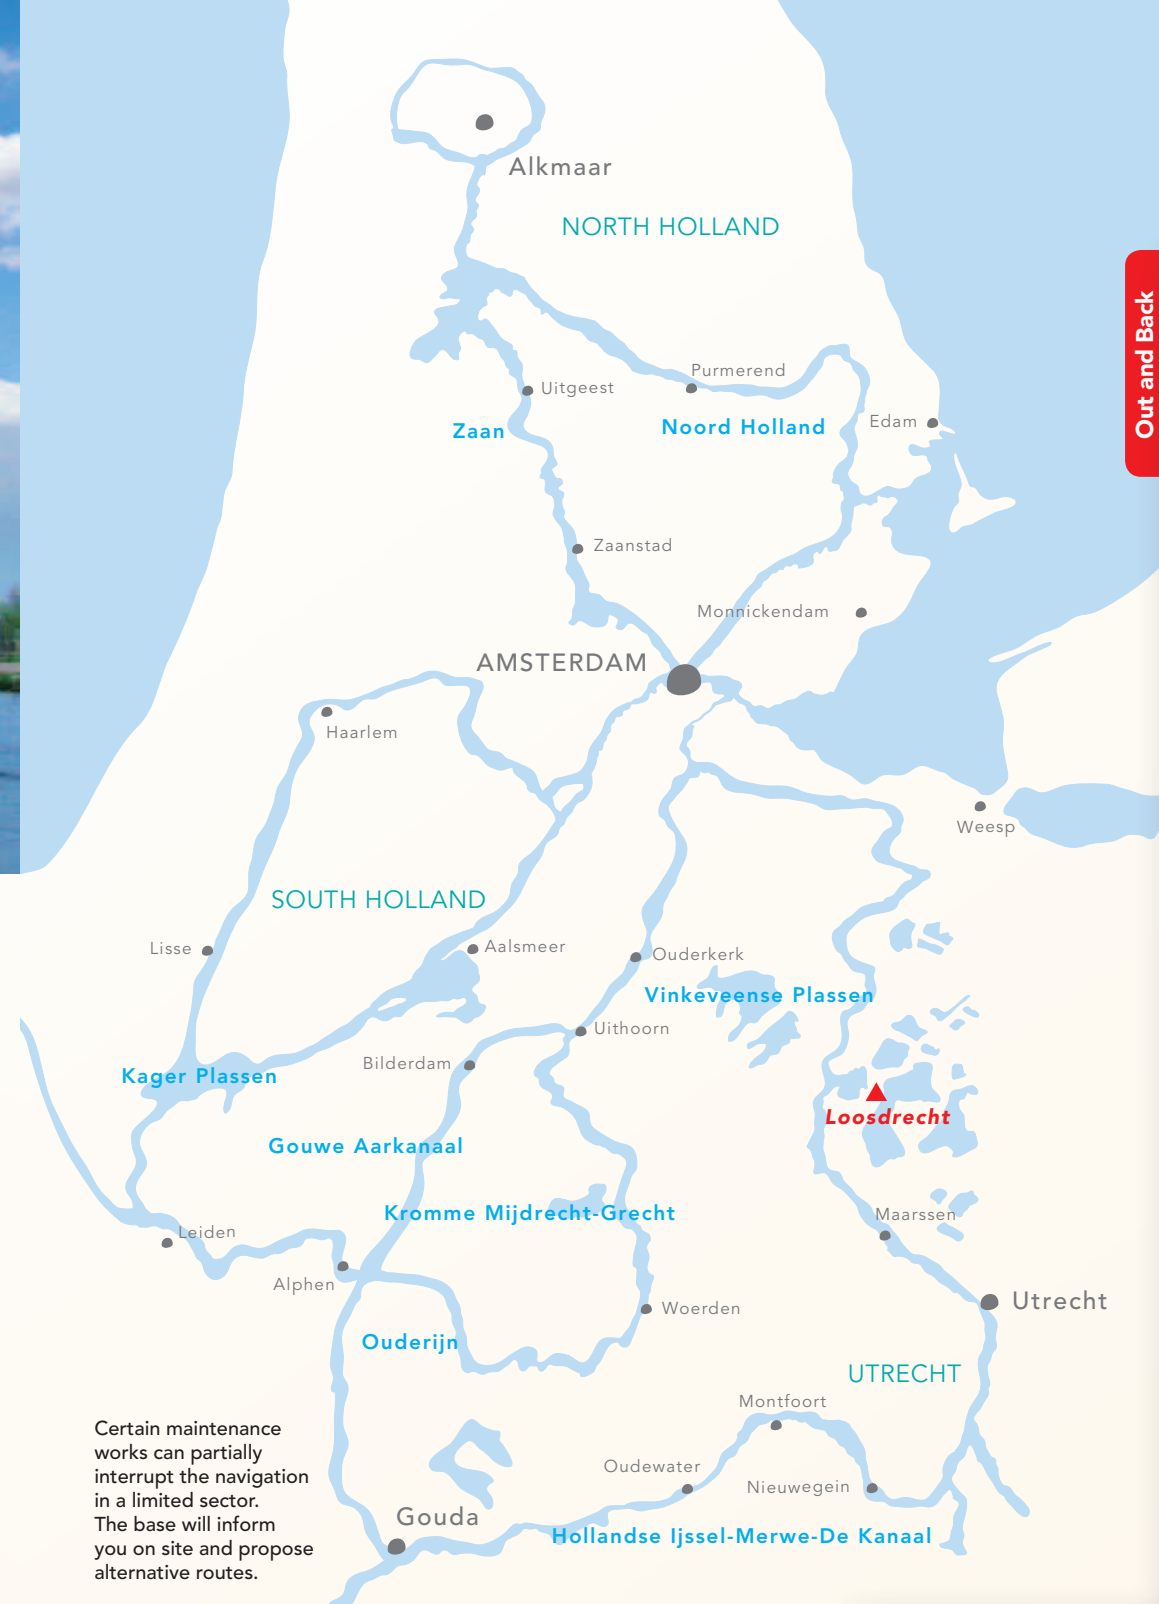 Alkmaar
NORTH HOLLAND
Out and Back
Purmerend
Uitgeest
Edam
Zaan
Noord Holland
Zaanstad
Monnickendam
AMSTERDAM
Haarlem
Weesp
SOUTH HOLLAND
Lisse
Aalsmeer
Ouderkerk
Vinkeveense Plassen
Uithoorn
Bilderdam
Kager Plassen
Loosdrecht
Gouwe Aarkanaal
Kromme Mijdrecht-Grecht
Maarssen
Leiden
Alphen
Utrecht
Woerden
Ouderijn
UTRECHT
Montfoort
Oudewater
Nieuwegein
Gouda
Hollandse Ijssel-Merwe-De Kanaal
Certain maintenance
works can partially
interrupt the navigation
in a limited sector.
The base will inform
you on site and propose
alternative routes.